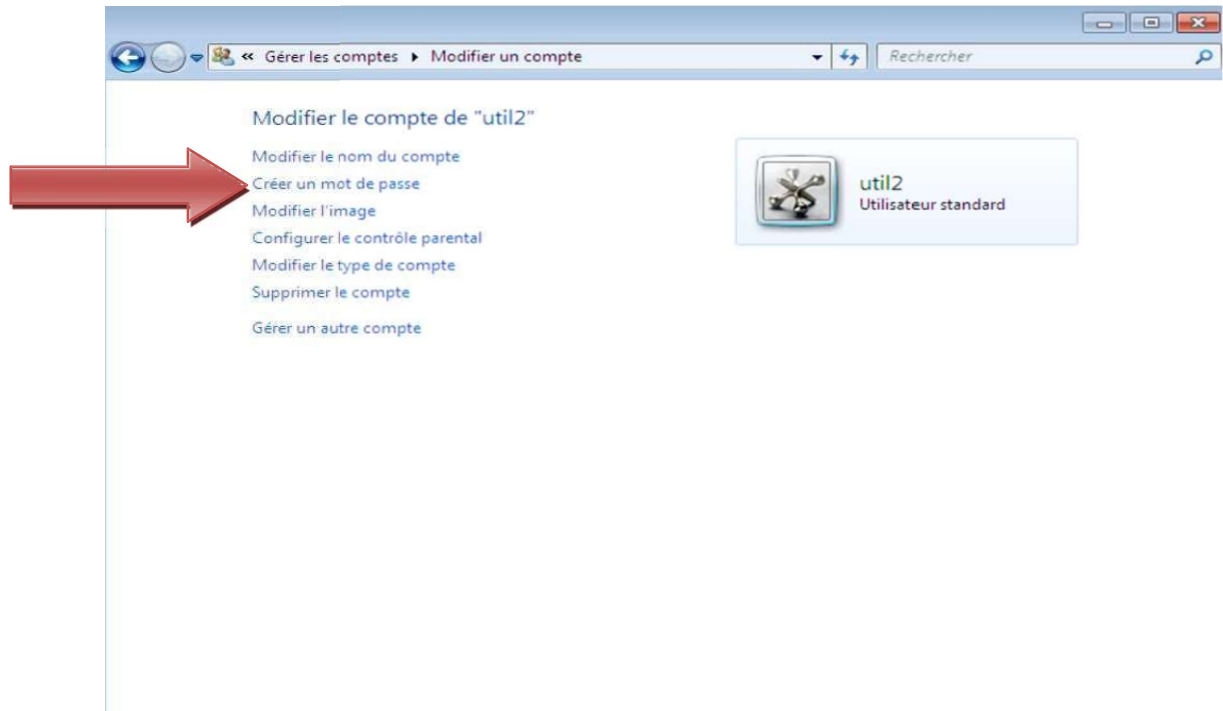 « Gérer les comptes ▸ Modifier un compte
Rechercher
Modifier le compte de "util2"
Modifier le nom du compte
Créer un mot de passe
Modifier l'image
Configurer le contrôle parental
Modifier le type de compte
Supprimer le compte
Gérer un autre compte
util2
Utilisateur standard